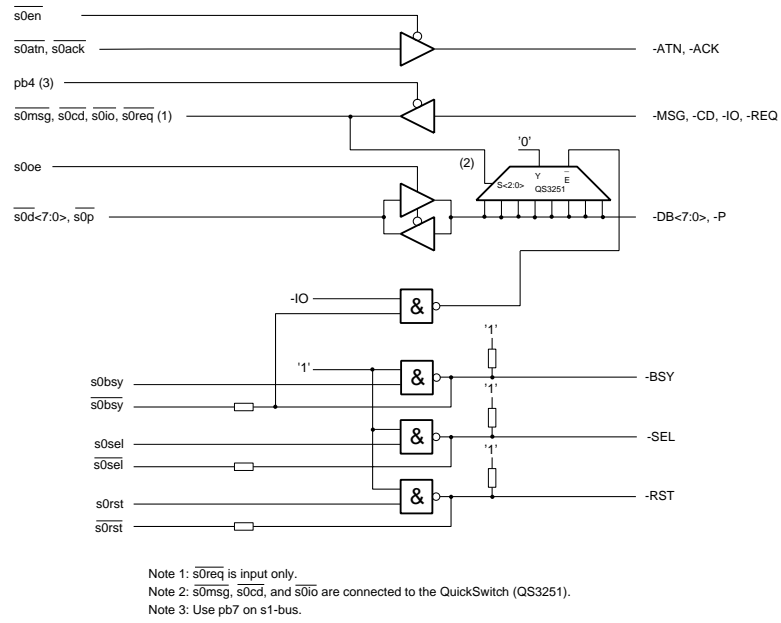 s0en
s0atn, s0ack
-ATN, -ACK
pb4 (3)
s0msg, s0cd, s0io, s0req (1)
-MSG, -CD, -IO, -REQ
'0'
(2)
Y
E
S<2:0>
QS3251
s0oe
s0d<7:0>, s0p
-DB<7:0>, -P
-IO
&
'1'
'1'
&
s0bsy
-BSY
s0bsy
'1'
&
s0sel
-SEL
s0sel
'1'
&
s0rst
-RST
s0rst
Note 1: s0req is input only.
Note 2: s0msg, s0cd, and s0io are connected to the QuickSwitch (QS3251).
Note 3: Use pb7 on s1-bus.